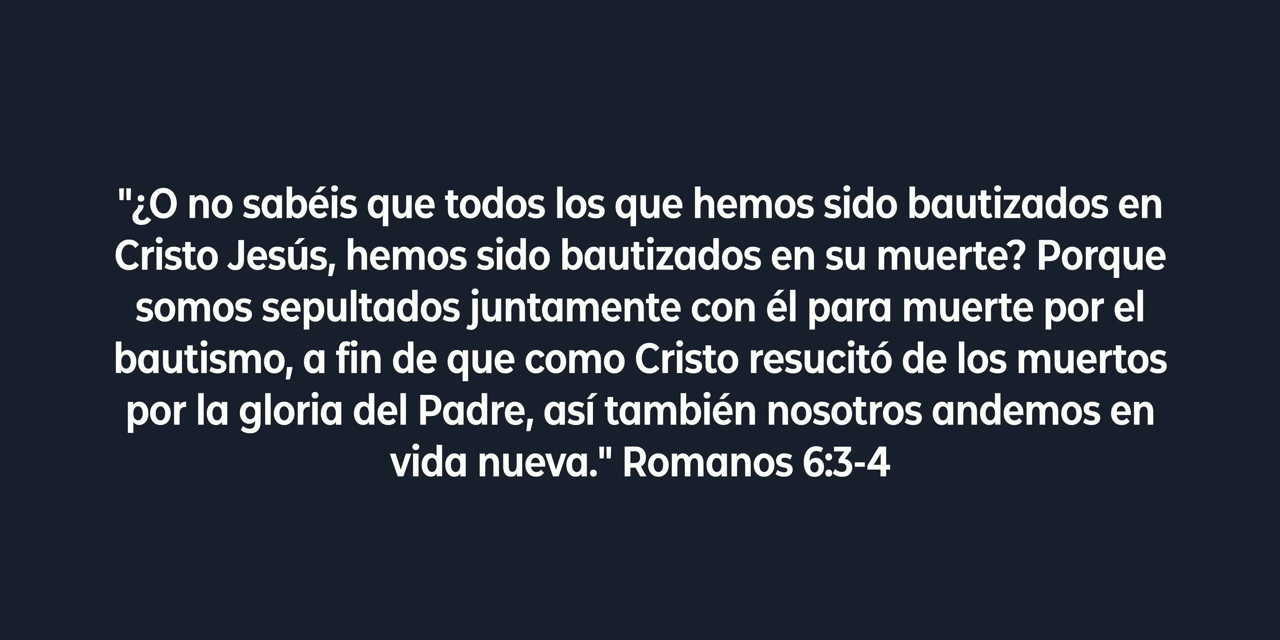 "¿O no sabéis que todos los que hemos sido bautizados en
Cristo Jesús, hemos sido bautizados en su muerte? Porque
somos sepultados juntamente con él para muerte por el
bautismo, a fin de que como Cristo resucitó de los muertos
por la gloria del Padre, así también nosotros andemos en
vida nueva." Romanos 6:3-4